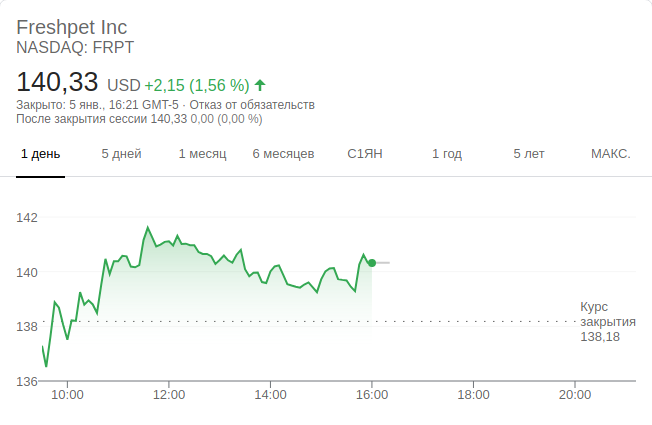 Freshpet Inc
NASDAQ: FRPT
140,33 USD +2,15 (1,56 %)
Закрыто: 5 янв., 16:21 GMT-5 · Отказ от обязательств
После закрытия сессии 140,33 0,00 (0,00 %)
1 день 5 дней 1 месяц 6 месяцев С1ЯН 1 год 5 лет МАКС.
142
140
138
136
Курс
закрытия
138,18
10:00 12:00 14:00 16:00 18:00 20:00